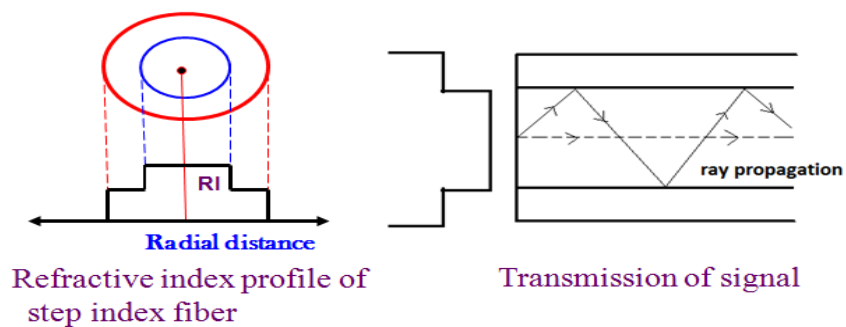 RI
Radial distance
Refractive index profile of
step index fiber
ray propagation
Transmission of signal